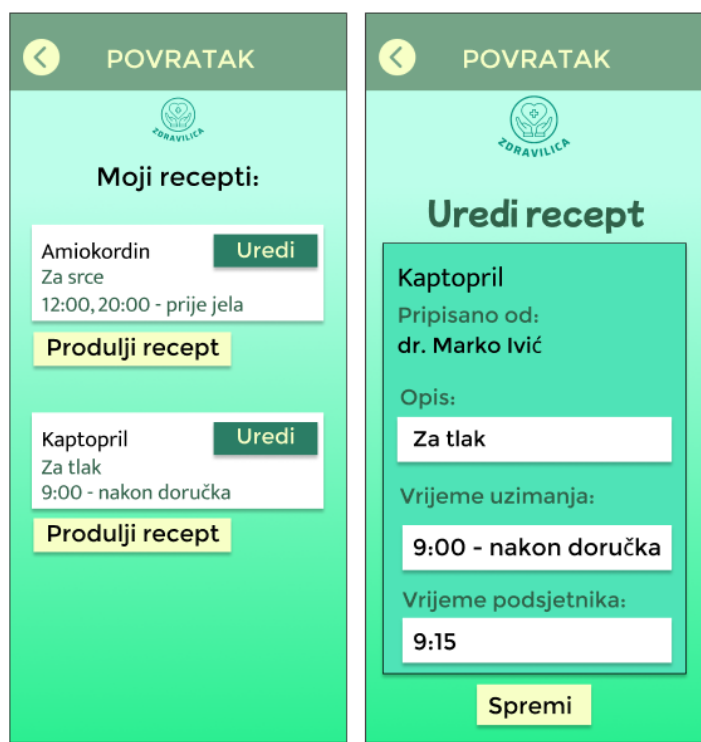 POVRATAK
ZDRAVILICA
Moji recepti:
Amiokordin
Uredi
Za srce
12:00, 20:00 - prije jela
Produlji recept
Kaptopril
Uredi
Za tlak
9:00 - nakon doručka
Produlji recept
POVRATAK
ZDRAVILICA
Uredi recept
Kaptopril
Pripisano od:
dr. Marko Ivić
Opis:
Za tlak
Vrijeme uzimanja:
9:00 - nakon doručka
Vrijeme podsjetnika:
9:15
Spremi